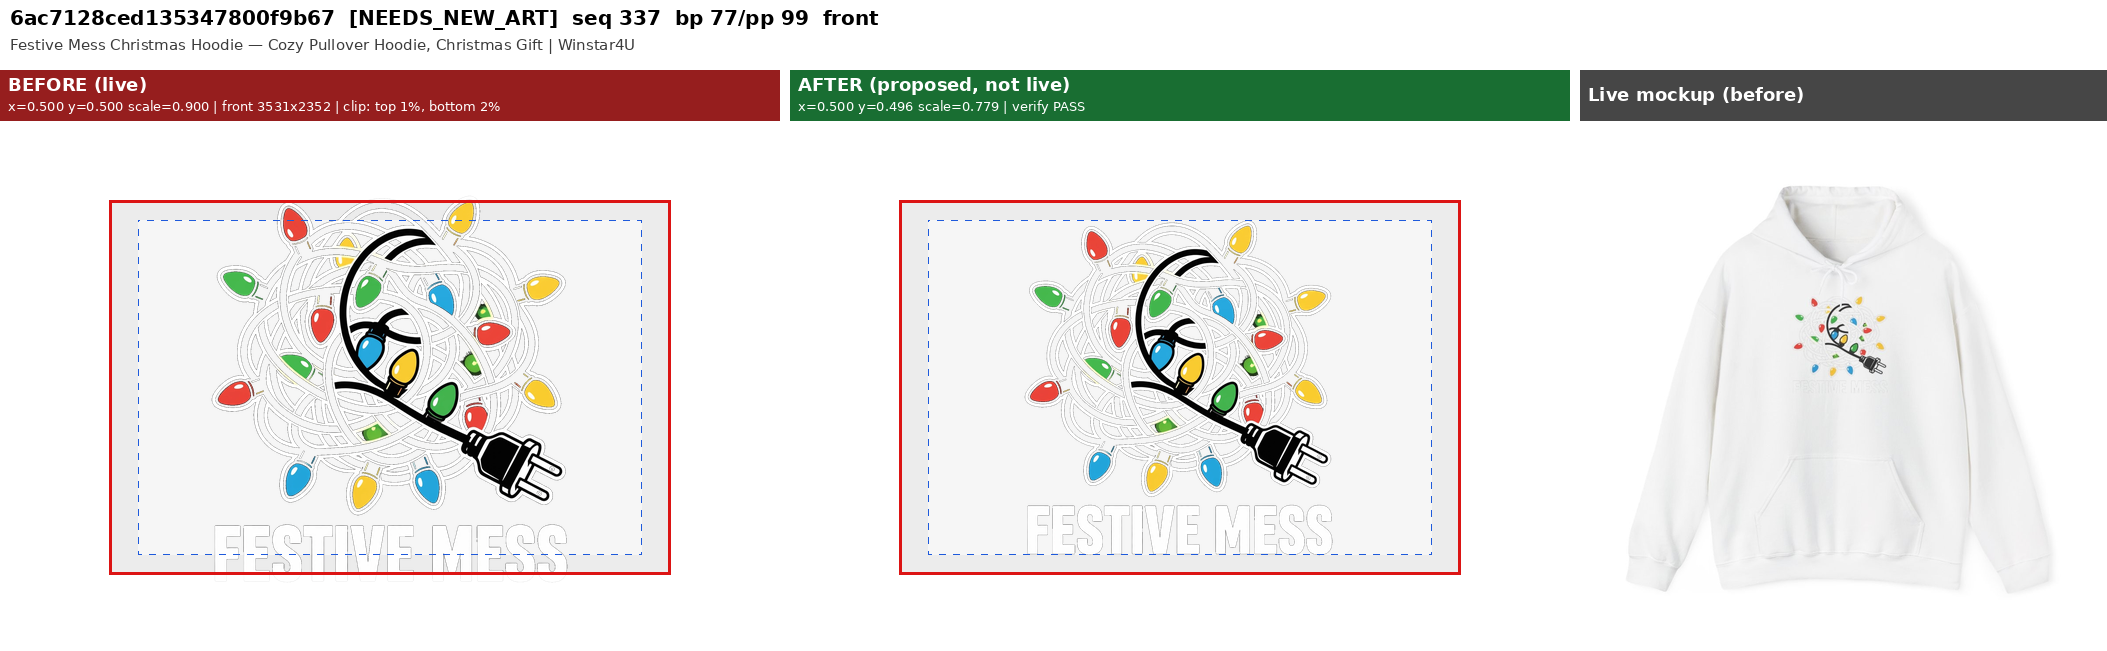 6ac7128ced135347800f9b67 [NEEDS_NEW_ART] seq 337 bp 77/pp 99 front
Festive Mess Christmas Hoodie — Cozy Pullover Hoodie, Christmas Gift | Winstar4U
BEFORE (live)
x=0.500 y=0.500 scale=0.900 | front 3531x2352 | clip: top 1%, bottom 2%
AFTER (proposed, not live)
x=0.500 y=0.496 scale=0.779 | verify PASS
Live mockup (before)
FESTIVE MESS
FESTIVE MESS
FESTIVE MESS